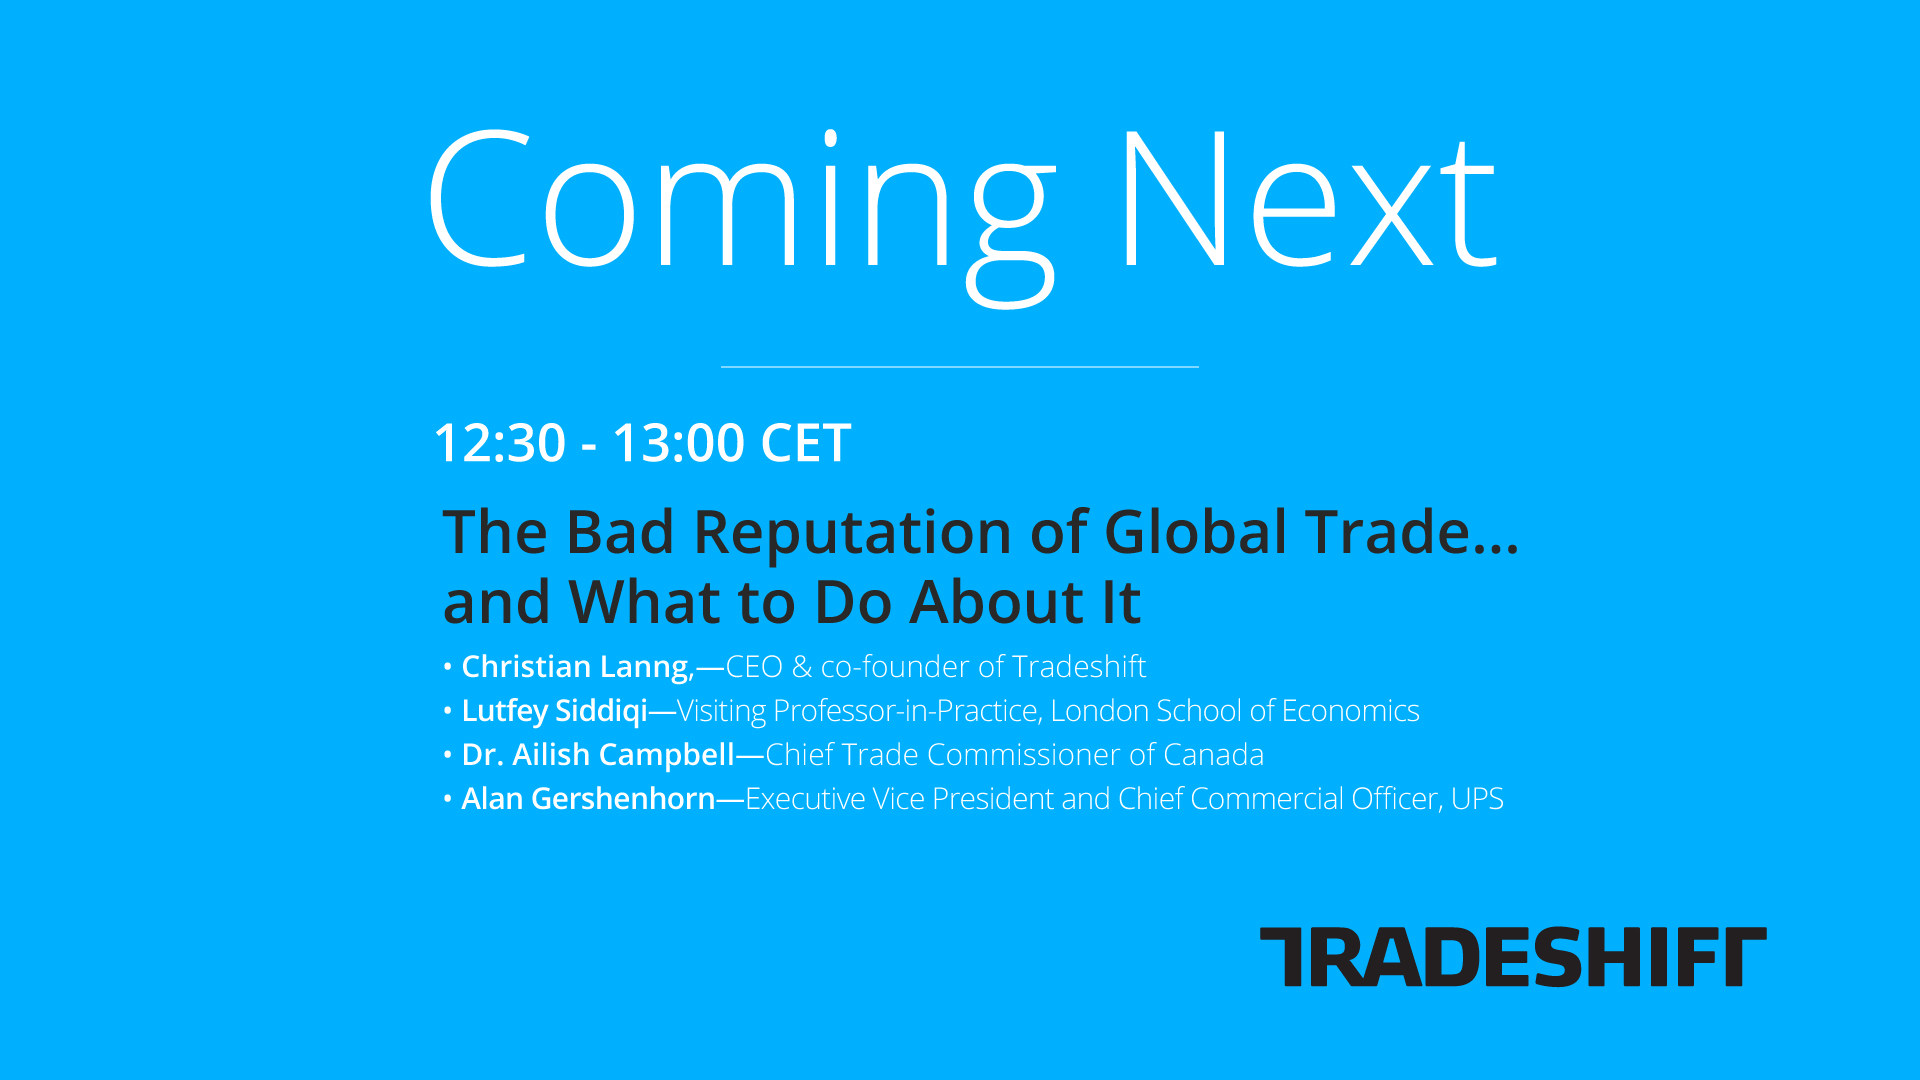 Coming Next
12:30 - 13:00 CET
The Bad Reputation of Global Trade...
and What to Do About It
• Christian Lanng,—CEO & co-founder of Tradeshift
• Lutfey Siddiqi—Visiting Professor-in-Practice, London School of Economics
• Dr. Ailish Campbell—Chief Trade Commissioner of Canada
• Alan Gershenhorn—Executive Vice President and Chief Commercial Officer, UPS
TRADESHIFT